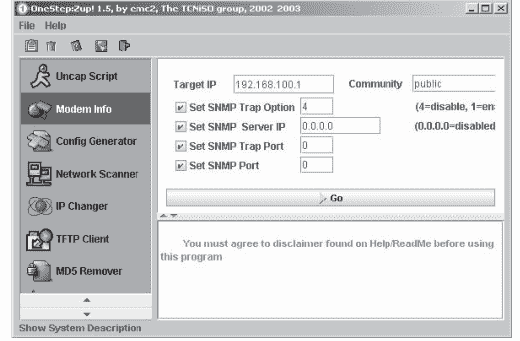 OneStep:Zup! 1.5, by emc2, The TCNiSO group, 2002-2003
File Help
Uncap Script
Modem Info
Config Generator
Network Scanner
IP Changer
TFTP Client
MD5 Remover
Target IP 192.168.100.1 Community public
Set SNMP Trap Option 4 (4=disable, 1=en
Set SNMP Server IP 0.0.0.0 (0.0.0.0=disabled
Set SNMP Trap Port 0
Set SNMP Port 0
Go
You must agree to disclaimer found on Help/ReadMe before using
this program
Show System Description